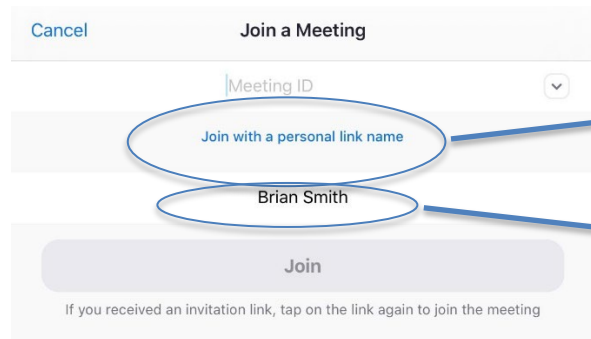 Cancel Join a Meeting
Meeting ID
Join with a personal link name
Brian Smith
Join
If you received an invitation link, tap on the link again to join the meeting